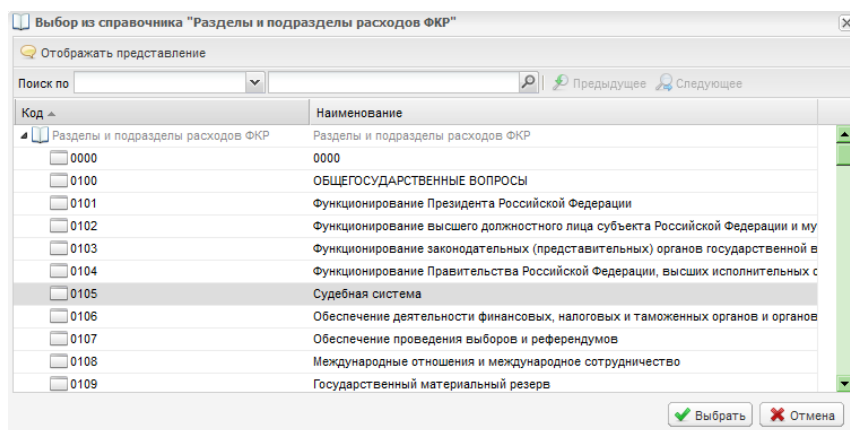 Выбор из справочника "Разделы и подразделы расходов ФКР"
Отображать представление
Поиск по Предыдущее Следующее
Код Наименование
Разделы и подразделы расходов ФКР Разделы и подразделы расходов ФКР
0000 0000
0100 ОБЩЕГОСУДАРСТВЕННЫЕ ВОПРОСЫ
0101 Функционирование Президента Российской Федерации
0102 Функционирование высшего должностного лица субъекта Российской Федерации и му
0103 Функционирование законодательных (представительных) органов государственной в
0104 Функционирование Правительства Российской Федерации, высших исполнительных о
0105 Судебная система
0106 Обеспечение деятельности финансовых, налоговых и таможенных органов и органов
0107 Обеспечение проведения выборов и референдумов
0108 Международные отношения и международное сотрудничество
0109 Государственный материальный резерв
Выбрать Отмена